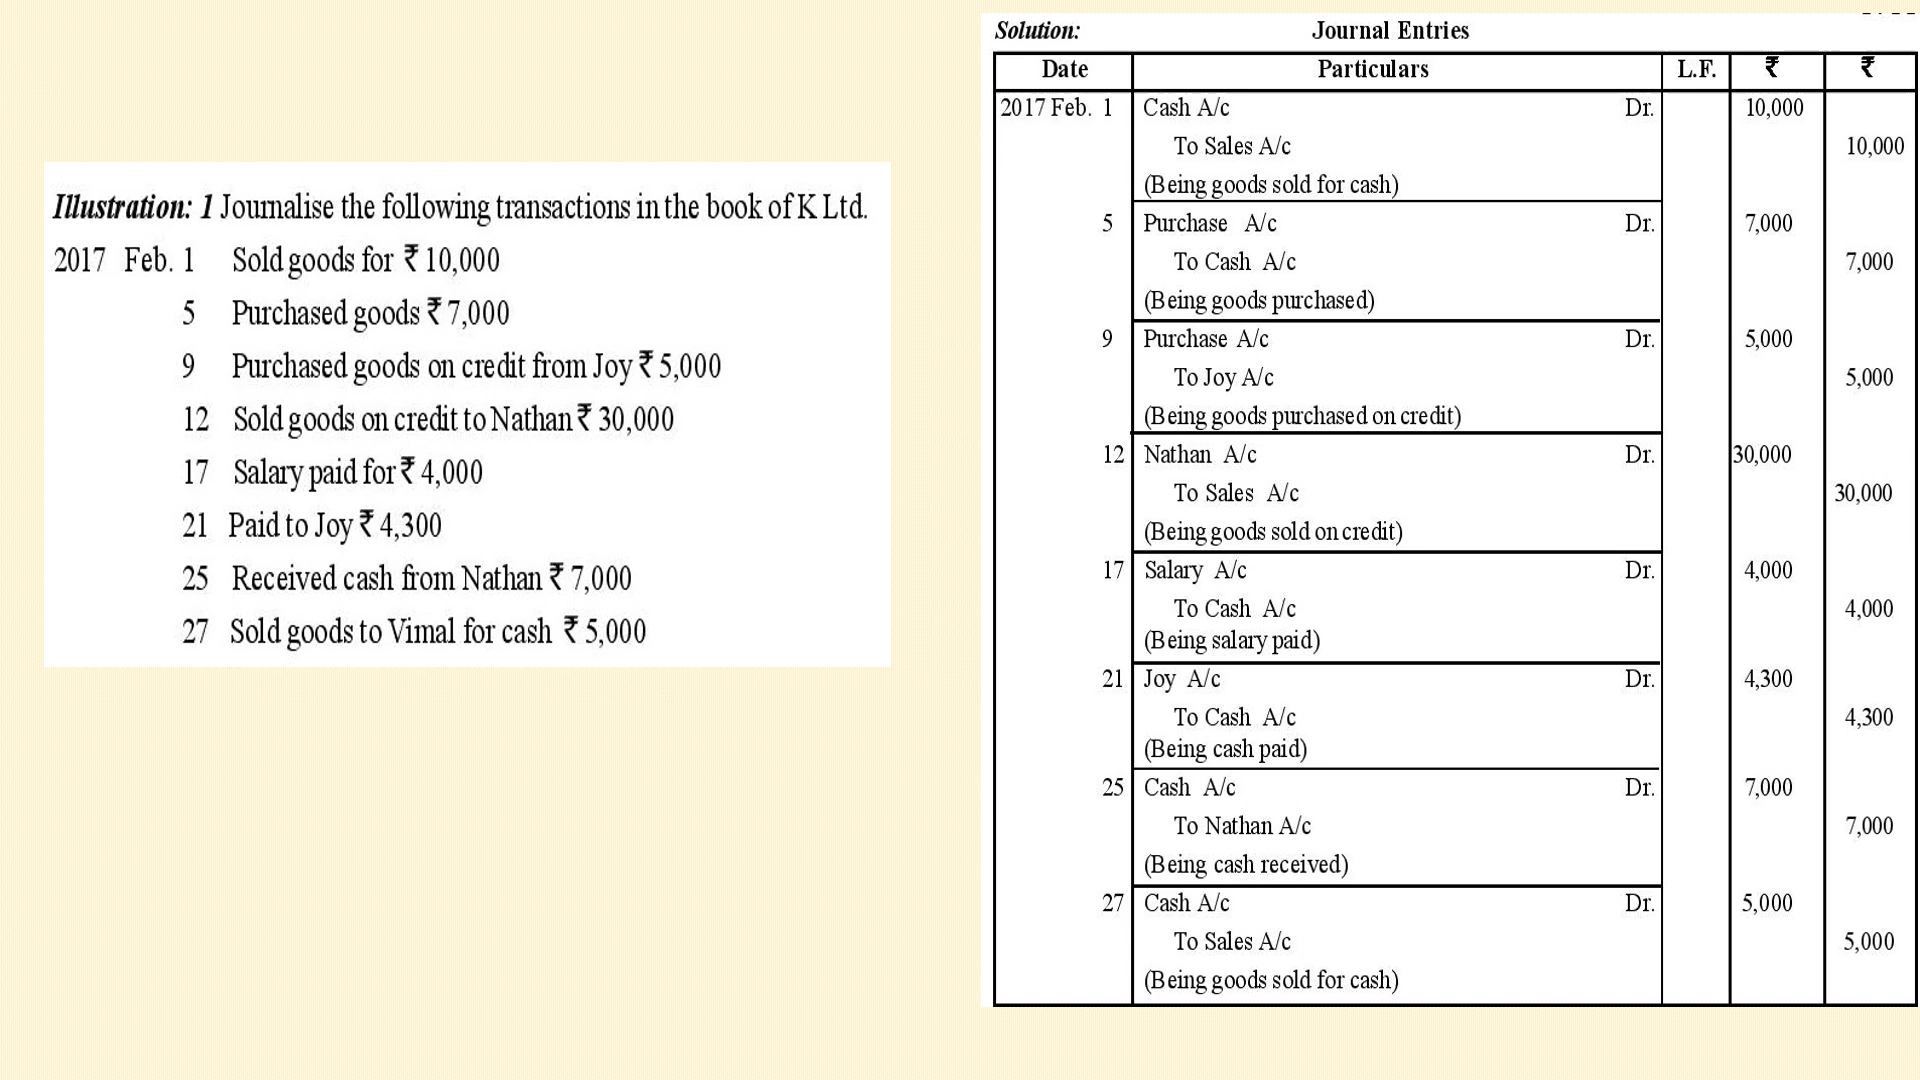 Illustration: 1 Journalise the following transactions in the book of K Ltd.
2017 Feb. 1 Sold goods for ₹ 10,000
5 Purchased goods ₹ 7,000
9 Purchased goods on credit from Joy ₹ 5,000
12 Sold goods on credit to Nathan ₹ 30,000
17 Salary paid for ₹ 4,000
21 Paid to Joy ₹ 4,300
25 Received cash from Nathan ₹ 7,000
27 Sold goods to Vimal for cash ₹ 5,000
Solution: Journal Entries
Date Particulars L.F. ₹ ₹
2017 Feb. 1 Cash A/c Dr. 10,000
To Sales A/c 10,000
(Being goods sold for cash)
5 Purchase A/c Dr. 7,000
To Cash A/c 7,000
(Being goods purchased)
9 Purchase A/c Dr. 5,000
To Joy A/c 5,000
(Being goods purchased on credit)
12 Nathan A/c Dr. 30,000
To Sales A/c 30,000
(Being goods sold on credit)
17 Salary A/c Dr. 4,000
To Cash A/c 4,000
(Being salary paid)
21 Joy A/c Dr. 4,300
To Cash A/c 4,300
(Being cash paid)
25 Cash A/c Dr. 7,000
To Nathan A/c 7,000
(Being cash received)
27 Cash A/c Dr. 5,000
To Sales A/c 5,000
(Being goods sold for cash)